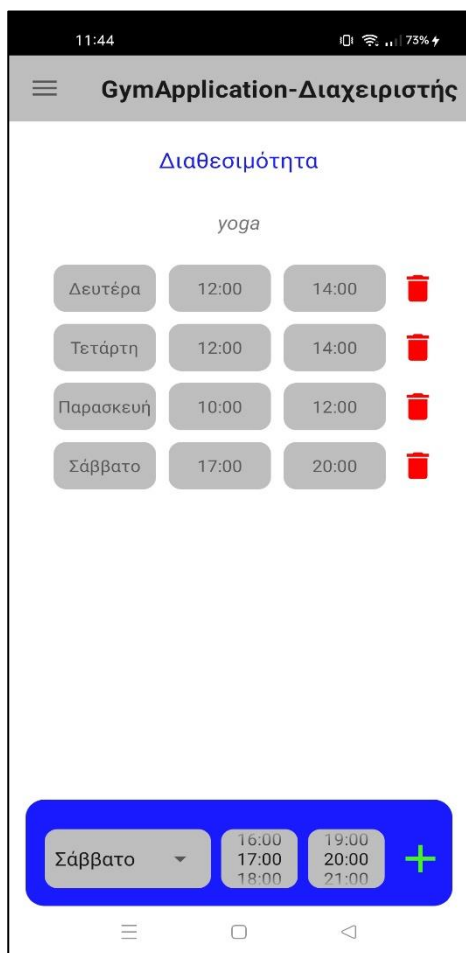 11:44 73%
GymApplication-Διαχειριστής
Διαθεσιμότητα
yoga
Δευτέρα 12:00 14:00
Τετάρτη 12:00 14:00
Παρασκευή 10:00 12:00
Σάββατο 17:00 20:00
16:00 19:00
Σάββατο 17:00 20:00
18:00 21:00